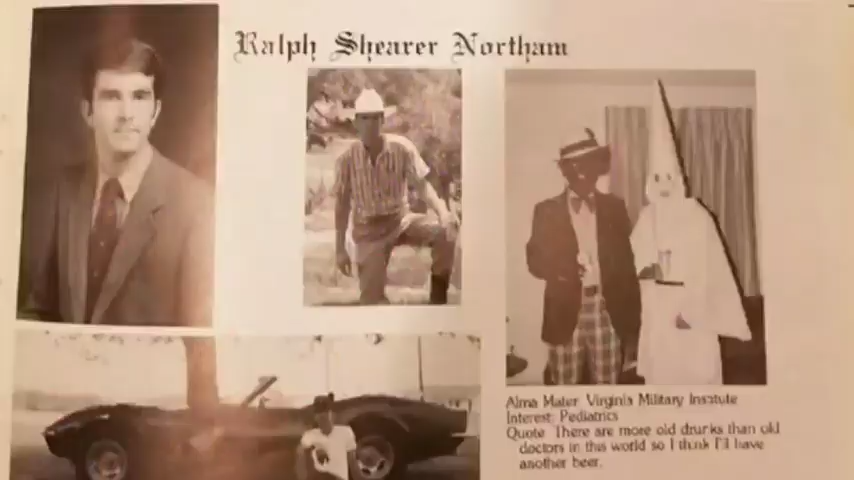 Ralph Shearer Northam
Alma Mater: Virginia Military Institute
Interest: Pediatrics
Quote: There are more old drunks than old
doctors in this world so I think I'll have
another beer.